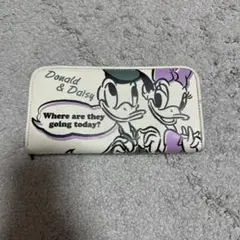 Donald
& Daisy
Where are they
going today?